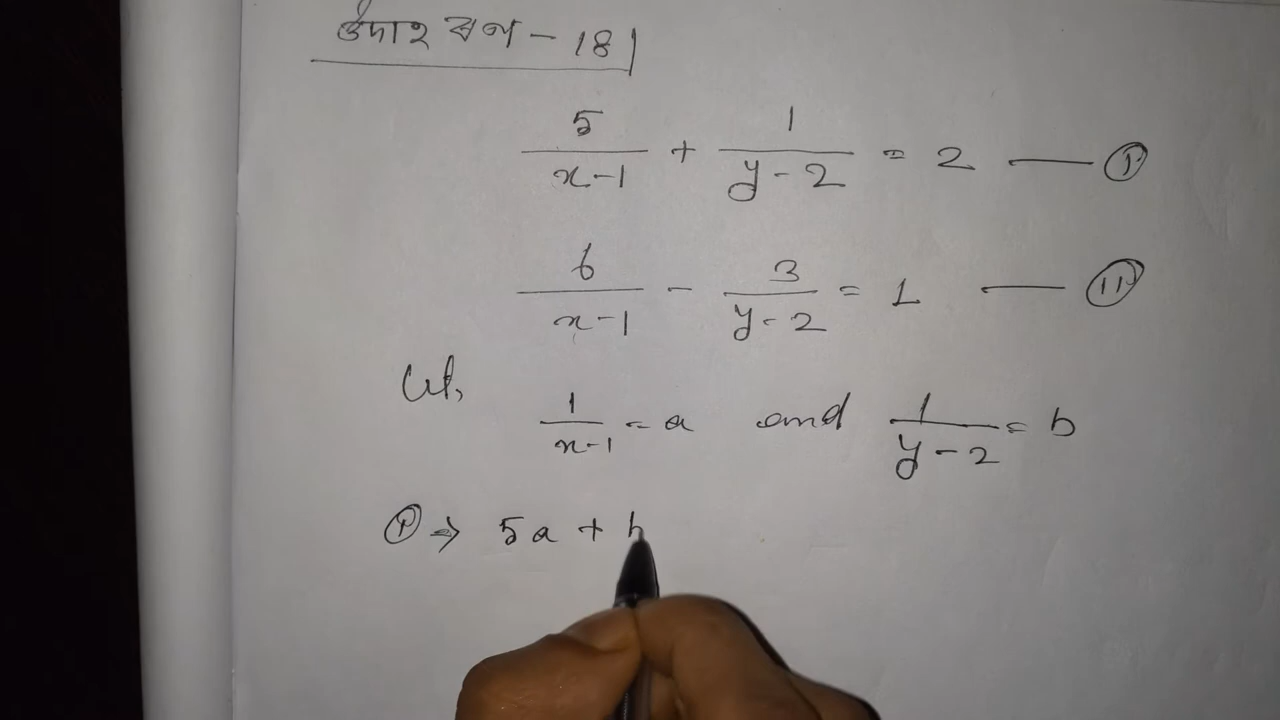 উদাহৰণ - 18|
5/(x-1) + 1/(y-2) = 2 — (i)
6/(x-1) - 3/(y-2) = 1 — (ii)
Let,
1/(x-1) = a and 1/(y-2) = b
(i) ⇒ 5a + b